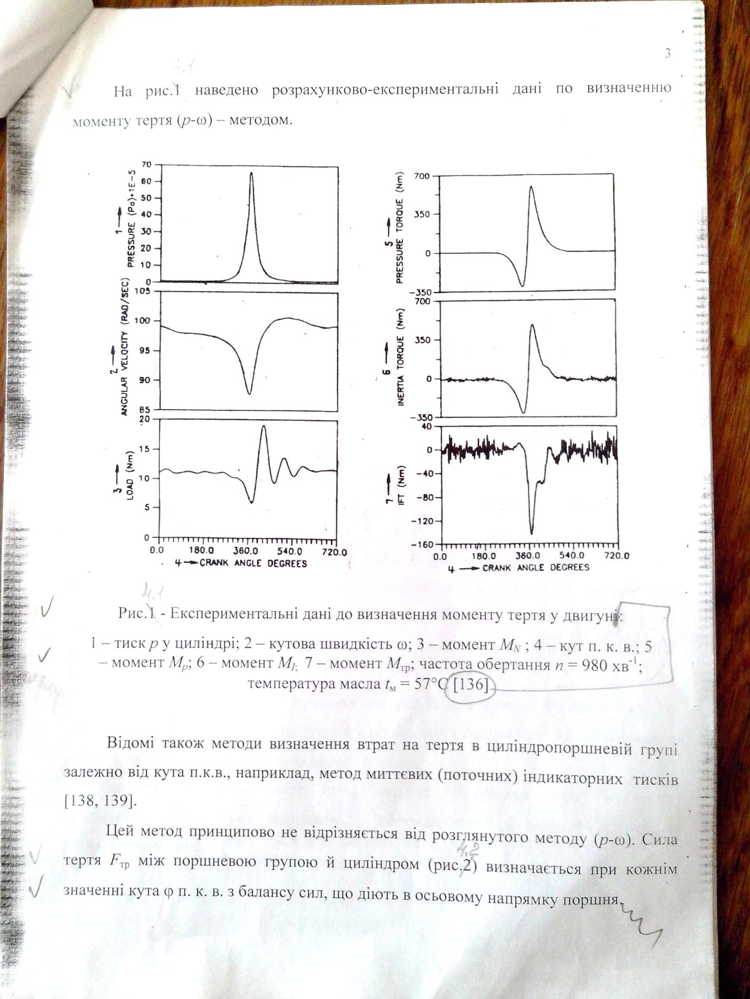 3
4.1
На рис.1 наведено розрахунково-експериментальні дані по визначенню
моменту тертя (p-ω) – методом.
1 → PRESSURE (Pa)•1E-5
70
60
50
40
30
20
10
0
2 → ANGULAR VELOCITY (RAD/SEC)
105
100
95
90
85
3 → LOAD (Nm)
20
15
10
5
0
0.0 180.0 360.0 540.0 720.0
4 → CRANK ANGLE DEGREES
5 → PRESSURE TORQUE (Nm)
700
350
0
-350
6 → INERTIA TORQUE (Nm)
700
350
0
-350
7 → IFT (Nm)
40
0
-40
-80
-120
-160
0.0 180.0 360.0 540.0 720.0
4 → CRANK ANGLE DEGREES
4.1
Рис.1 - Експериментальні дані до визначення моменту тертя у двигуні:
1 – тиск p у циліндрі; 2 – кутова швидкість ω; 3 – момент M_N ; 4 – кут п. к. в.; 5
– момент M_p; 6 – момент M_I; 7 – момент M_тр; частота обертання n = 980 хв⁻¹;
температура масла t_м = 57°C [136]
Відомі також методи визначення втрат на тертя в циліндропоршневій групі
залежно від кута п.к.в., наприклад, метод миттєвих (поточних) індикаторних тисків
[138, 139].
Цей метод принципово не відрізняється від розглянутого методу (p-ω). Сила
4.2
тертя F_тр між поршневою групою й циліндром (рис.2) визначається при кожнім
значенні кута φ п. к. в. з балансу сил, що діють в осьовому напрямку поршня.